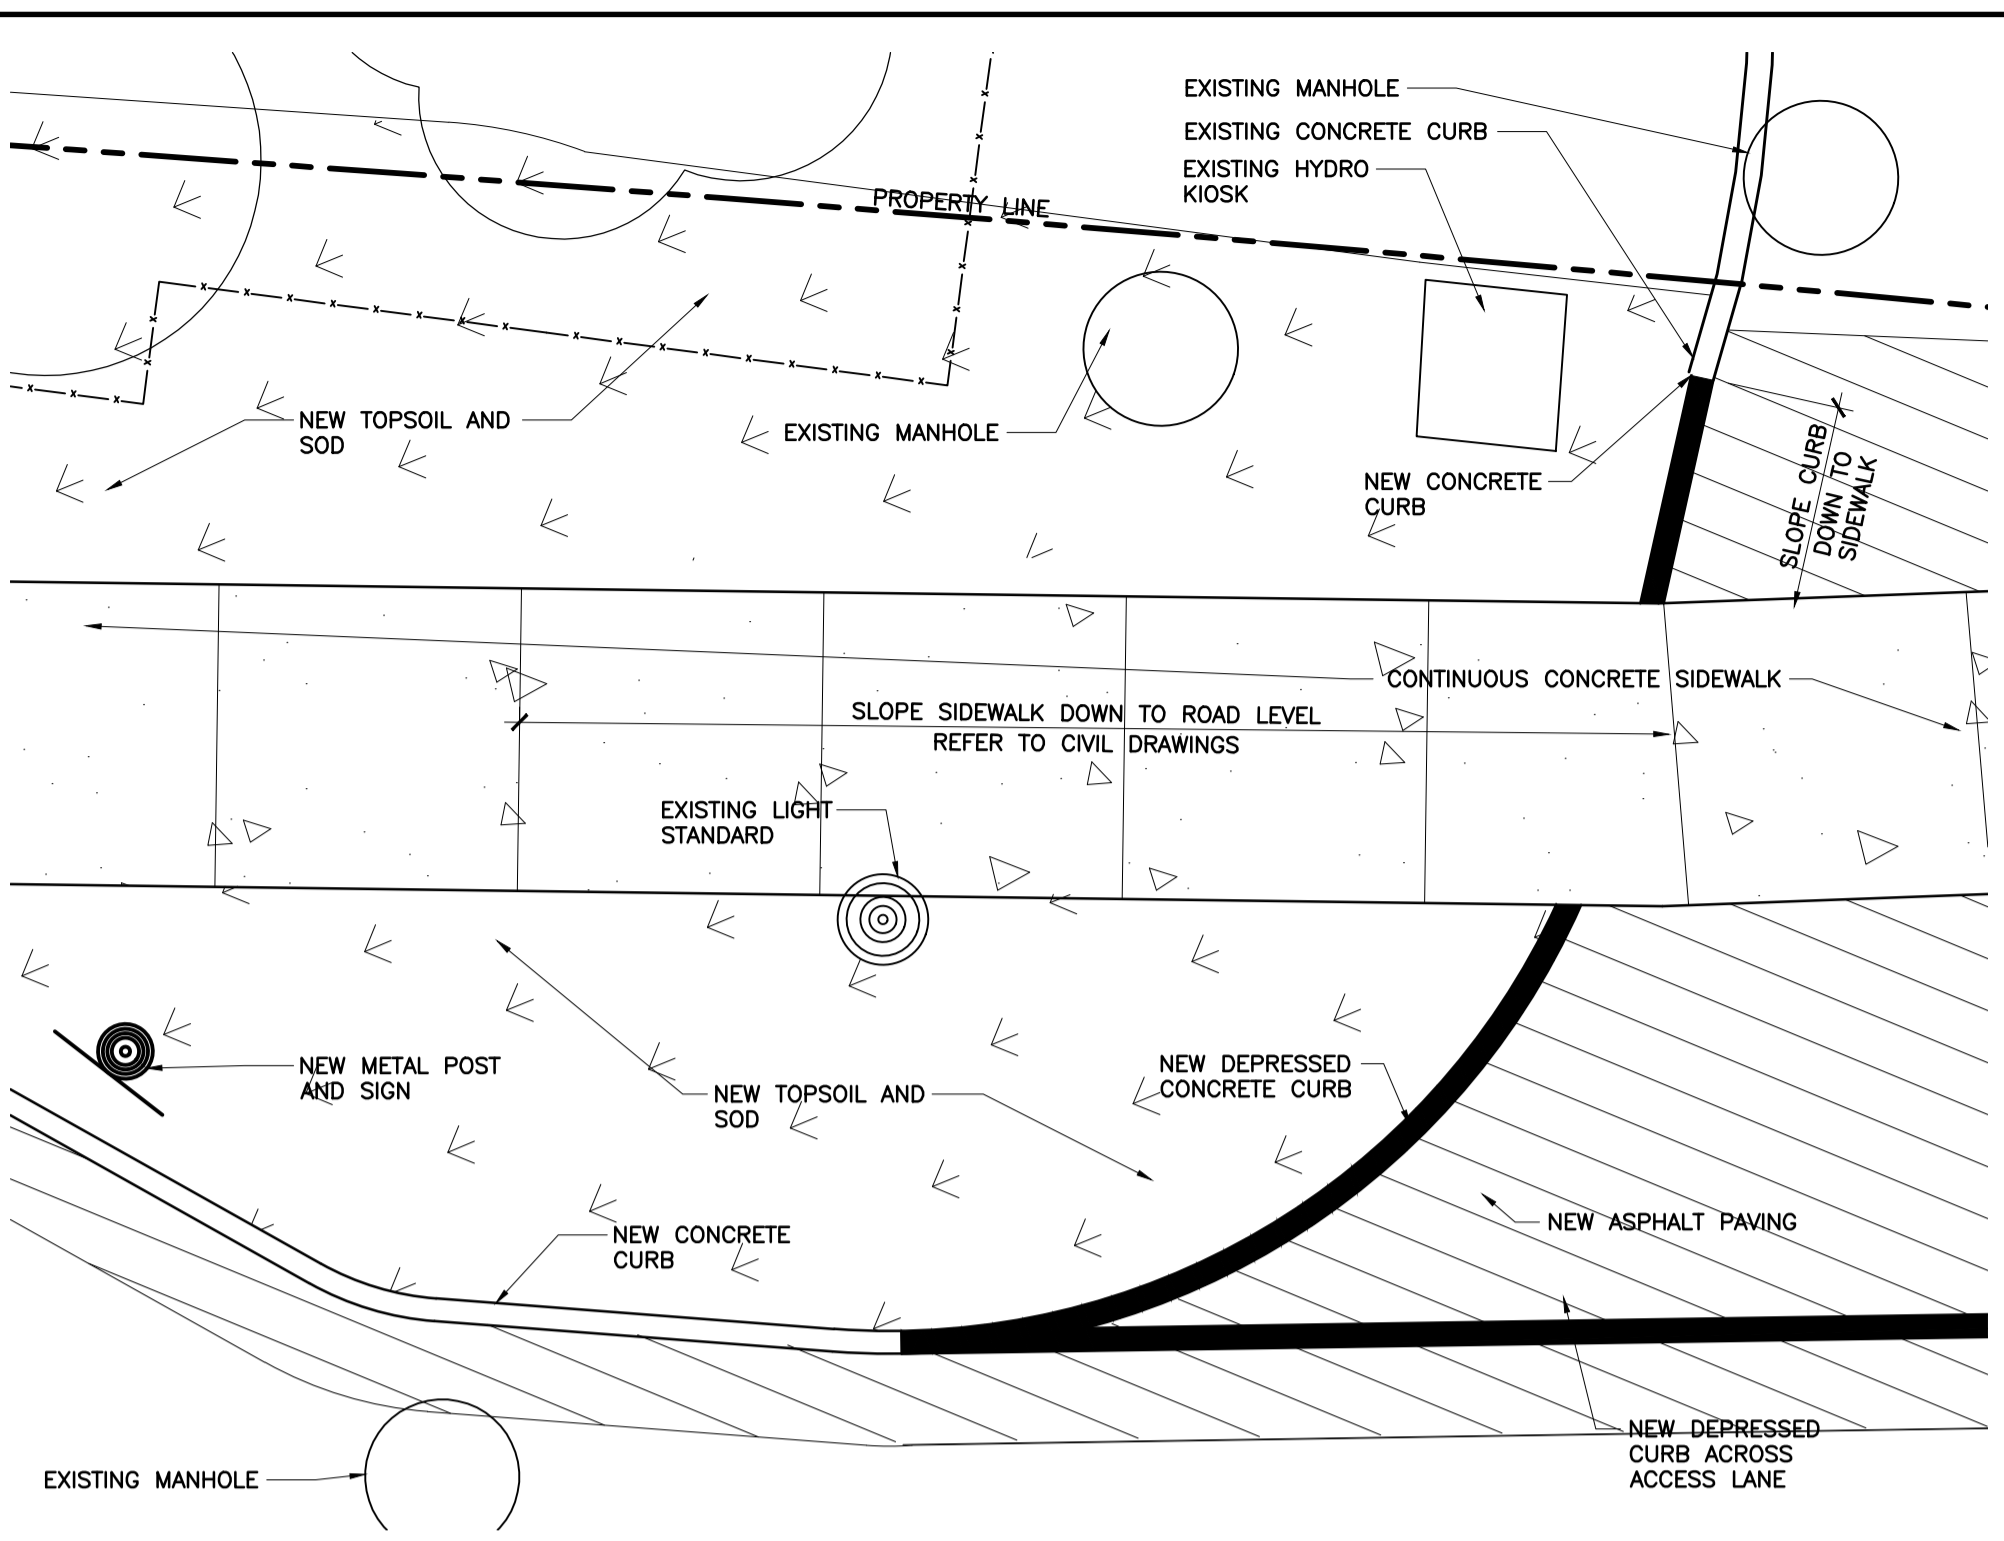 EXISTING MANHOLE
EXISTING CONCRETE CURB
EXISTING HYDRO
KIOSK
PROPERTY LINE
NEW TOPSOIL AND
SOD
EXISTING MANHOLE
NEW CONCRETE
CURB
SLOPE CURB
DOWN TO
SIDEWALK
CONTINUOUS CONCRETE SIDEWALK
SLOPE SIDEWALK DOWN TO ROAD LEVEL
REFER TO CIVIL DRAWINGS
EXISTING LIGHT
STANDARD
NEW METAL POST
AND SIGN
NEW TOPSOIL AND
SOD
NEW DEPRESSED
CONCRETE CURB
NEW CONCRETE
CURB
NEW ASPHALT PAVING
NEW DEPRESSED
CURB ACROSS
ACCESS LANE
EXISTING MANHOLE